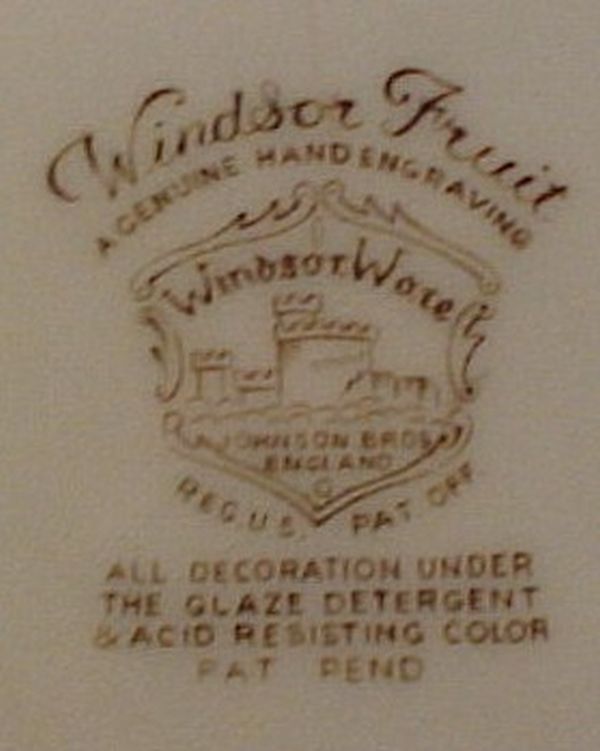 Windsor Fruit
A GENUINE HAND ENGRAVING
Windsor Ware
JOHNSON BROS
ENGLAND
REG U.S. PAT OFF
ALL DECORATION UNDER
THE GLAZE DETERGENT
& ACID RESISTING COLOR
PAT PEND